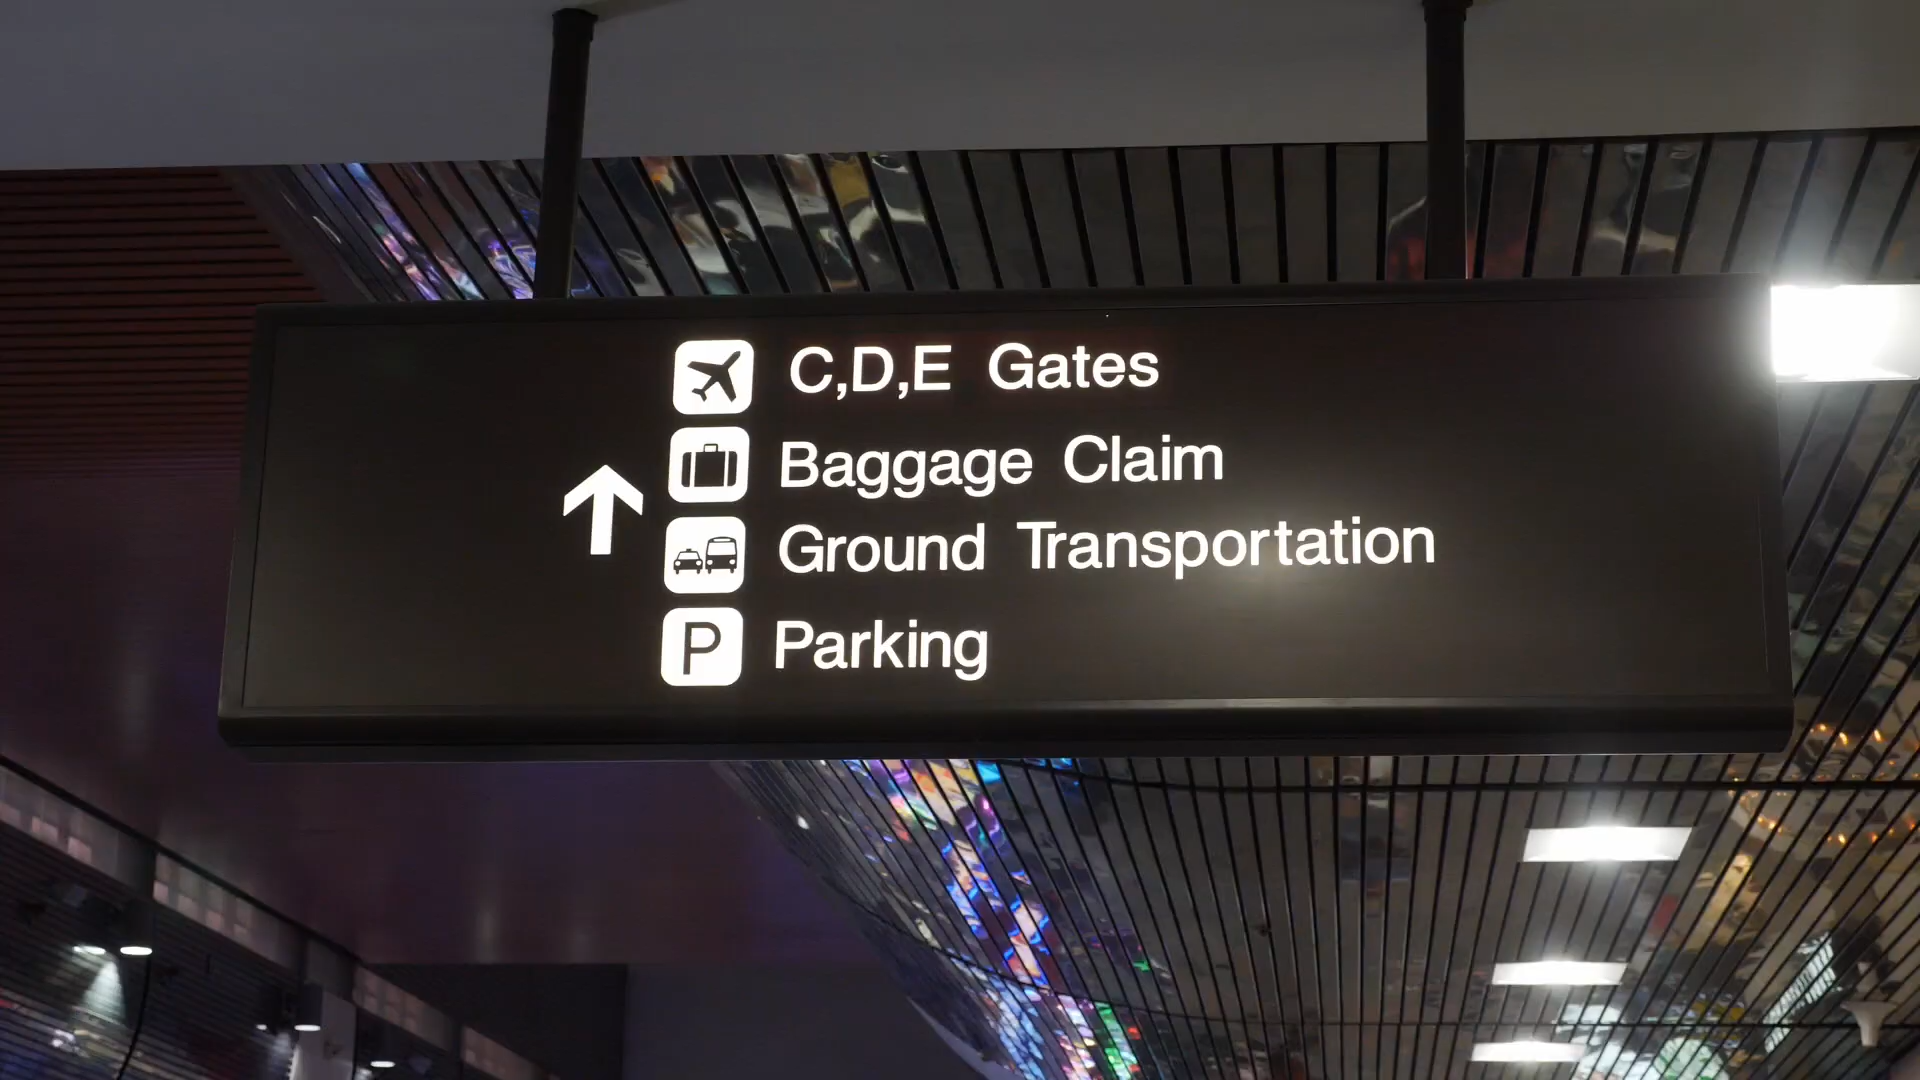 C,D,E Gates
Baggage Claim
Ground Transportation
P Parking